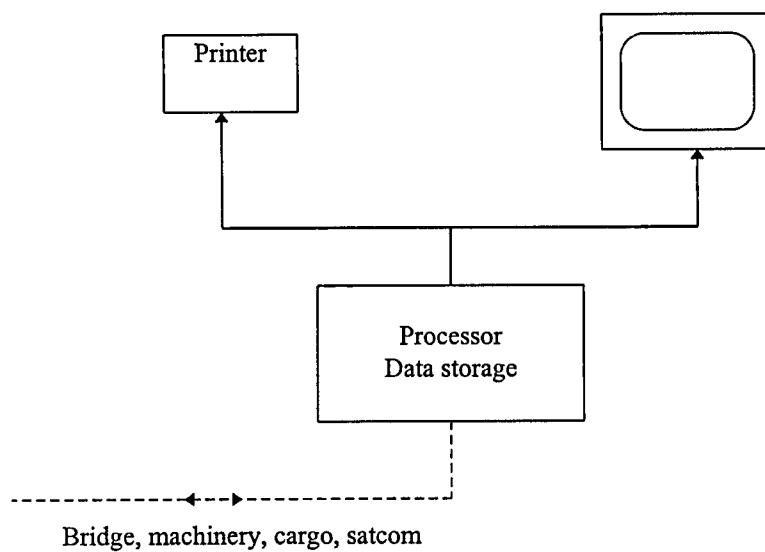 Printer
Processor
Data storage
Bridge, machinery, cargo, satcom